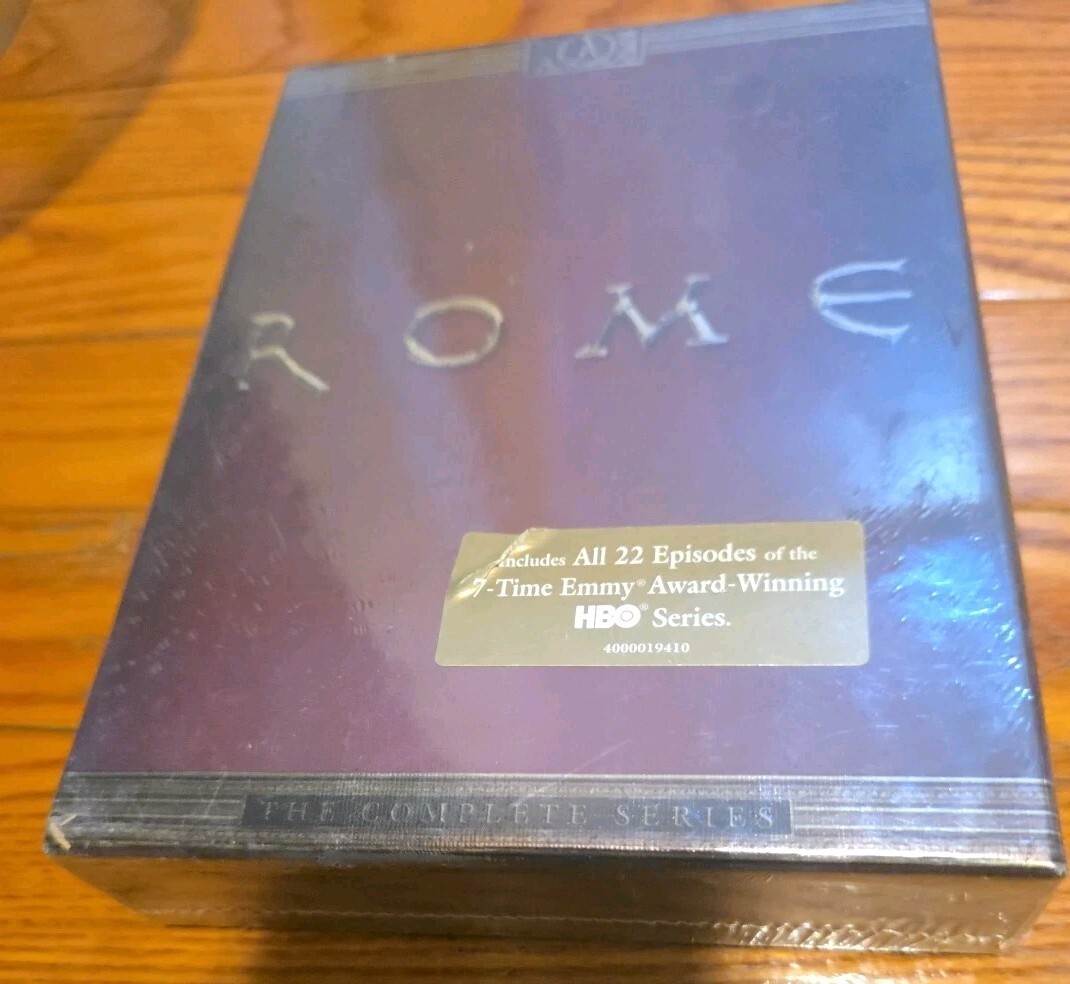 ROME
Includes All 22 Episodes of the
7-Time Emmy® Award-Winning
HBO® Series.
4000019410
THE COMPLETE SERIES